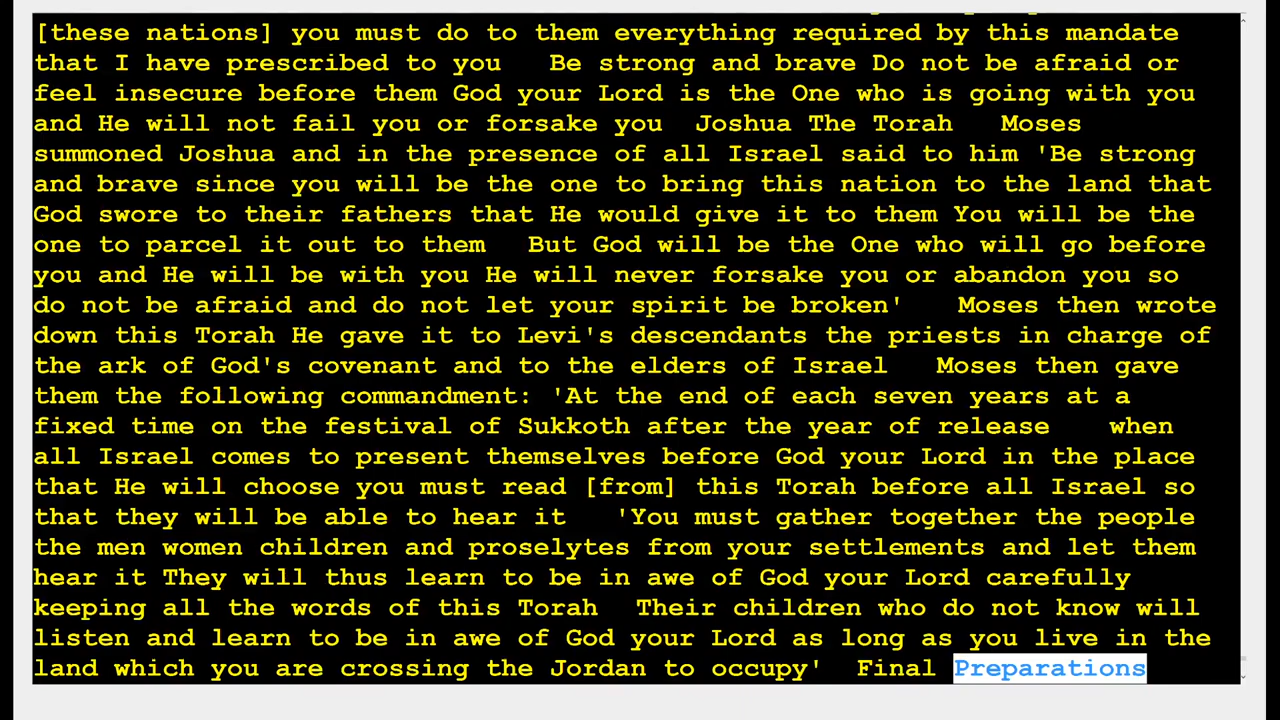 [these nations] you must do to them everything required by this mandate
that I have prescribed to you Be strong and brave Do not be afraid or
feel insecure before them God your Lord is the One who is going with you
and He will not fail you or forsake you Joshua The Torah Moses
summoned Joshua and in the presence of all Israel said to him 'Be strong
and brave since you will be the one to bring this nation to the land that
God swore to their fathers that He would give it to them You will be the
one to parcel it out to them But God will be the One who will go before
you and He will be with you He will never forsake you or abandon you so
do not be afraid and do not let your spirit be broken' Moses then wrote
down this Torah He gave it to Levi's descendants the priests in charge of
the ark of God's covenant and to the elders of Israel Moses then gave
them the following commandment: 'At the end of each seven years at a
fixed time on the festival of Sukkoth after the year of release when
all Israel comes to present themselves before God your Lord in the place
that He will choose you must read [from] this Torah before all Israel so
that they will be able to hear it 'You must gather together the people
the men women children and proselytes from your settlements and let them
hear it They will thus learn to be in awe of God your Lord carefully
keeping all the words of this Torah Their children who do not know will
listen and learn to be in awe of God your Lord as long as you live in the
land which you are crossing the Jordan to occupy' Final Preparations